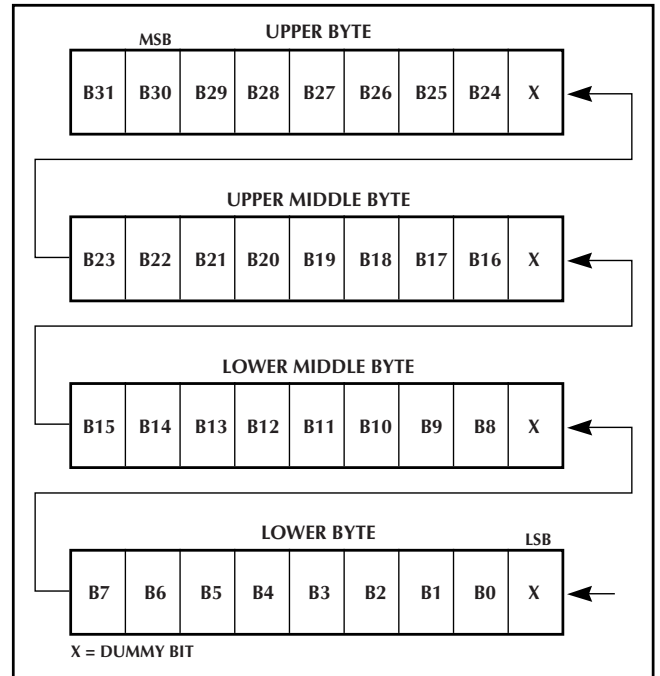 UPPER BYTE
MSB
B31 B30 B29 B28 B27 B26 B25 B24 X
UPPER MIDDLE BYTE
B23 B22 B21 B20 B19 B18 B17 B16 X
LOWER MIDDLE BYTE
B15 B14 B13 B12 B11 B10 B9 B8 X
LOWER BYTE
LSB
B7 B6 B5 B4 B3 B2 B1 B0 X
X = DUMMY BIT